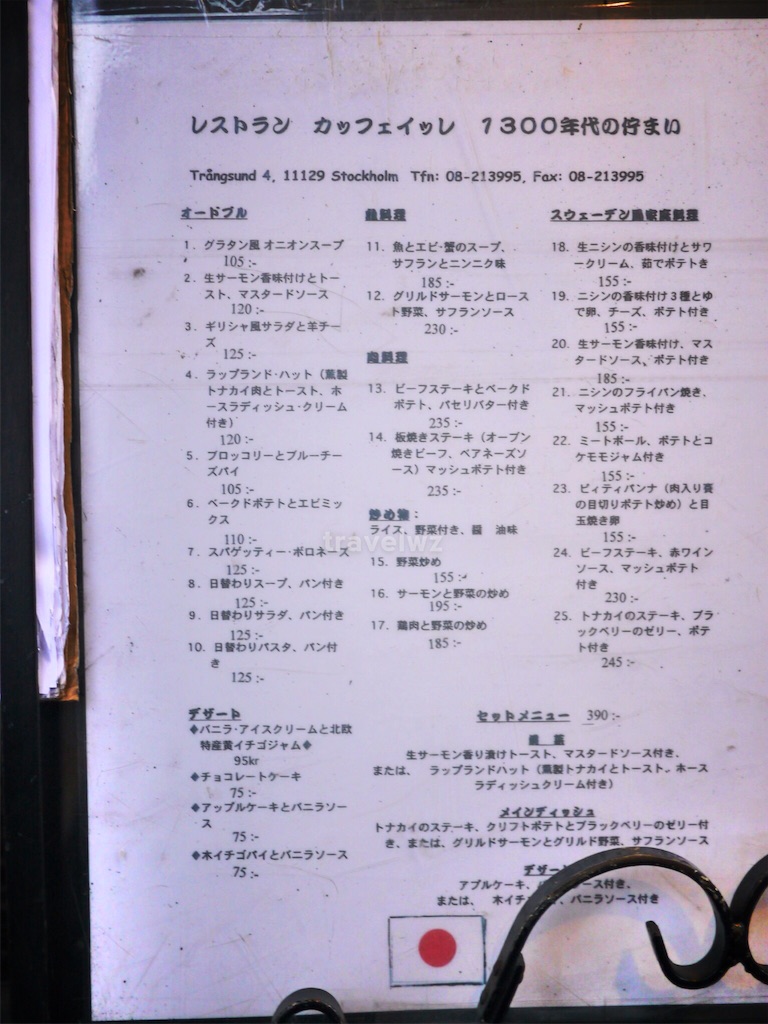 レストラン カッフェイッレ 1300年代の佇まい
Trångsund 4, 11129 Stockholm Tfn: 08-213995, Fax: 08-213995
オードブル
1. グラタン風 オニオンスープ
105 :-
2. 生サーモン香味付けとトー
スト、マスタードソース
120 :-
3. ギリシャ風サラダと羊チー
ズ
125 :-
4. ラップランド・ハット（薫製
トナカイ肉とトースト、ホ
ースラディッシュ・クリーム
付き）
120 :-
5. ブロッコリーとブルーチー
ズパイ
105 :-
6. ベークドポテトとエビミッ
クス
110 :-
7. スパゲッティー・ボロネーズ
125 :-
8. 日替わりスープ、パン付き
125 :-
9. 日替わりサラダ、パン付き
125 :-
10. 日替わりパスタ、パン付
き
125 :-
魚料理
11. 魚とエビ・蟹のスープ、
サフランとニンニク味
185 :-
12. グリルドサーモンとロース
ト野菜、サフランソース
230 :-
肉料理
13. ビーフステーキとベークド
ポテト、パセリバター付き
235 :-
14. 板焼きステーキ（オーブン
焼きビーフ、ベアネーズソ
ース）マッシュポテト付き
235 :-
炒め物：
ライス、野菜付き、醤 油味
15. 野菜炒め
155 :-
16. サーモンと野菜の炒め
195 :-
17. 鶏肉と野菜の炒め
185 :-
スウェーデン風家庭料理
18. 生ニシンの香味付けとサワ
ークリーム、茹でポテトき
155 :-
19. ニシンの香味付け３種とゆ
で卵、チーズ、ポテト付き
155 :-
20. 生サーモン香味付け、マス
タードソース、ポテト付き
185 :-
21. ニシンのフライパン焼き、
マッシュポテト付き
155 :-
22. ミートボール、ポテトとコ
ケモモジャム付き
155 :-
23. ピィティパンナ（肉入り賽
の目切りポテト炒め）と目
玉焼き卵
155 :-
24. ビーフステーキ、赤ワイン
ソース、マッシュポテト
付き
230 :-
25. トナカイのステーキ、ブラ
ックベリーのゼリー、ポテ
ト付き
245 :-
デザート
◆バニラ・アイスクリームと北欧
特産黄イチゴジャム◆
95kr
◆チョコレートケーキ
75 :-
◆アップルケーキとバニラソー
ス
75 :-
◆木イチゴパイとバニラソース
75 :-
セットメニュー 390 :-
前 菜
生サーモン香り漬けトースト、マスタードソース付き、
または、 ラップランドハット（薫製トナカイとトースト、ホース
ラディッシュクリーム付き）
メインディッシュ
トナカイのステーキ、クリフトポテトとブラックベリーのゼリー付
き、または、グリルドサーモンとグリルド野菜、サフランソース
デザー
アプルケーキ、 ソース付き、
または、 木イチ 、バニラソース付き
travelwz